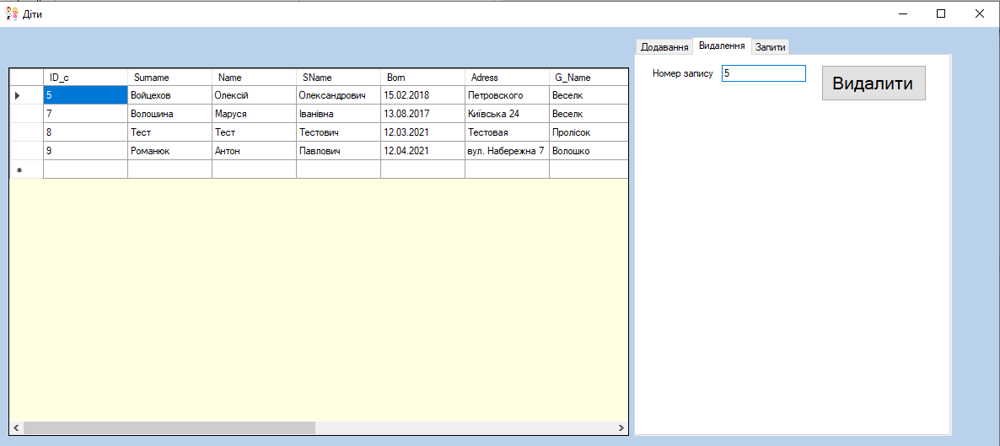 Діти
Додавання Видалення Запити
ID_c Surname Name SName Born Adress G_Name
5 Войцехов Олексій Олександрович 15.02.2018 Петровского Веселк
7 Волошина Маруся Іванівна 13.08.2017 Київська 24 Веселк
8 Тест Тест Тестович 12.03.2021 Тестовая Пролісок
9 Романюк Антон Павлович 12.04.2021 вул. Набережна 7 Волошко
Номер запису 5 Видалити